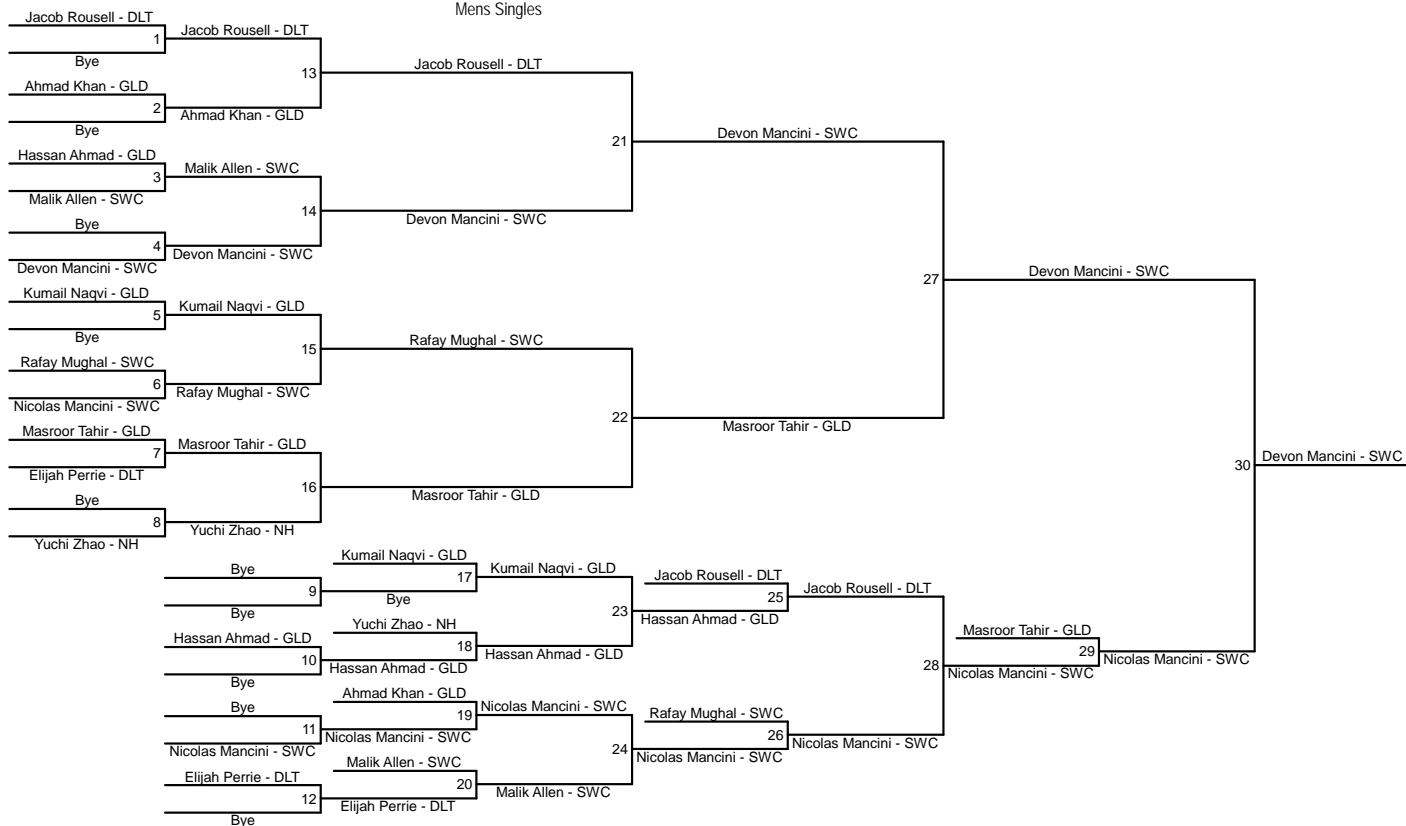 Mens Singles
Jacob Rousell - DLT
1
Bye
Jacob Rousell - DLT
13
Ahmad Khan - GLD
2
Bye
Ahmad Khan - GLD
Jacob Rousell - DLT
21
Hassan Ahmad - GLD
3
Malik Allen - SWC
Malik Allen - SWC
14
Bye
4
Devon Mancini - SWC
Devon Mancini - SWC
Devon Mancini - SWC
Devon Mancini - SWC
27
Kumail Naqvi - GLD
5
Bye
Kumail Naqvi - GLD
15
Rafay Mughal - SWC
6
Nicolas Mancini - SWC
Rafay Mughal - SWC
Rafay Mughal - SWC
22
Masroor Tahir - GLD
7
Elijah Perrie - DLT
Masroor Tahir - GLD
16
Bye
8
Yuchi Zhao - NH
Yuchi Zhao - NH
Masroor Tahir - GLD
Masroor Tahir - GLD
Devon Mancini - SWC
30
Devon Mancini - SWC
Bye
9
Bye
Kumail Naqvi - GLD
17
Bye
Kumail Naqvi - GLD
23
Hassan Ahmad - GLD
10
Bye
Yuchi Zhao - NH
18
Hassan Ahmad - GLD
Hassan Ahmad - GLD
Jacob Rousell - DLT
25
Hassan Ahmad - GLD
Jacob Rousell - DLT
28
Bye
11
Nicolas Mancini - SWC
Ahmad Khan - GLD
19
Nicolas Mancini - SWC
Nicolas Mancini - SWC
24
Elijah Perrie - DLT
12
Bye
Malik Allen - SWC
20
Elijah Perrie - DLT
Malik Allen - SWC
Rafay Mughal - SWC
26
Nicolas Mancini - SWC
Nicolas Mancini - SWC
Masroor Tahir - GLD
29
Nicolas Mancini - SWC
Nicolas Mancini - SWC